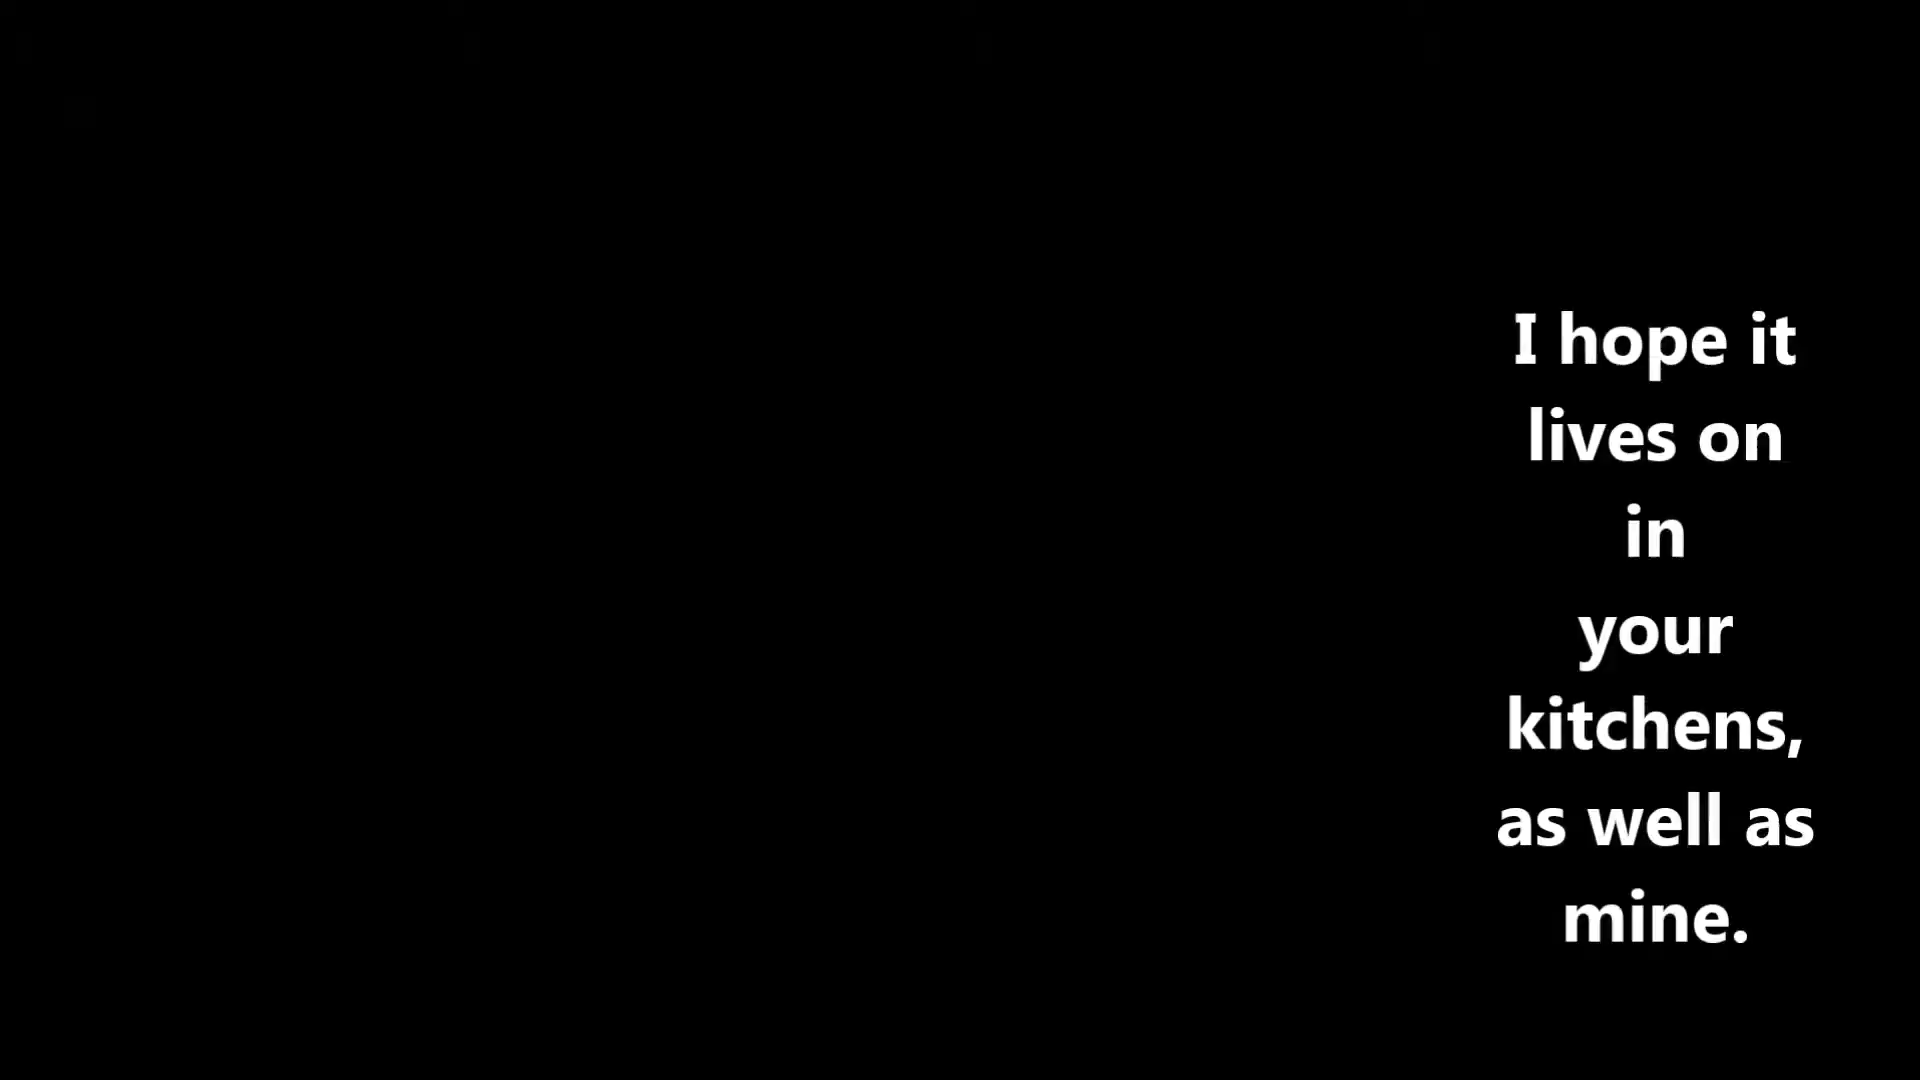 I hope it
lives on
in
your
kitchens,
as well as
mine.